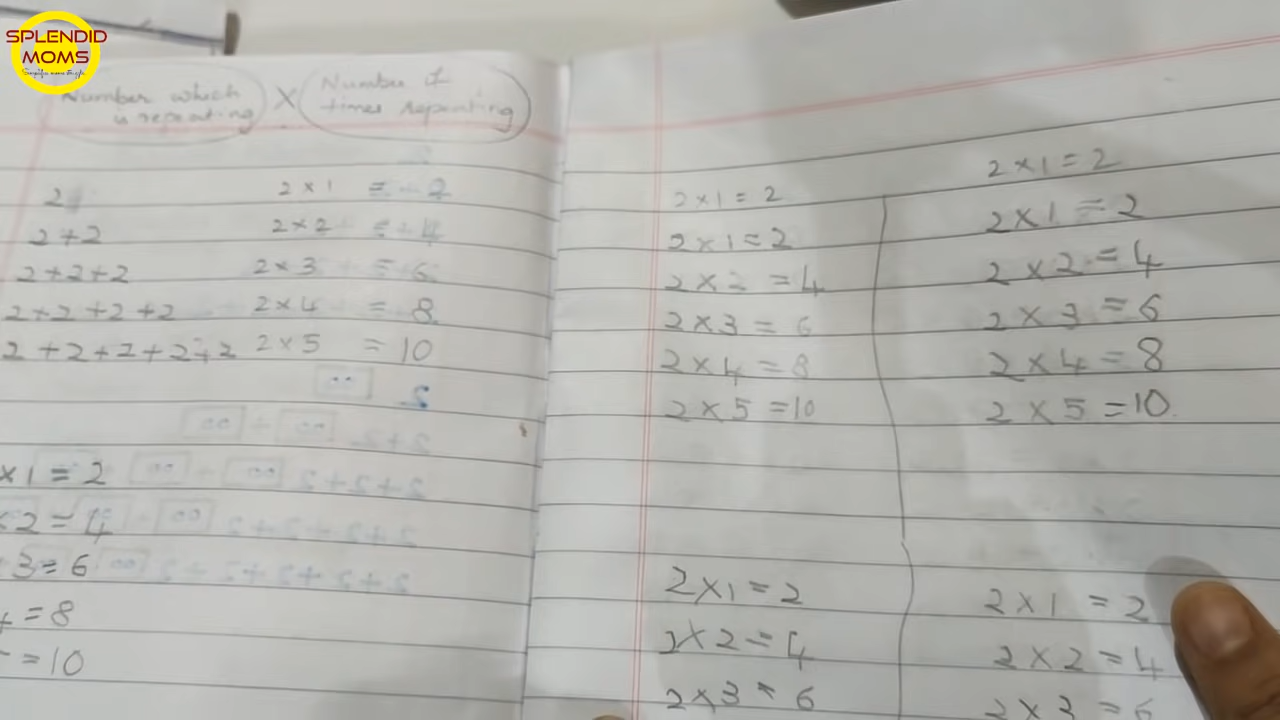 SPLENDID
MOMS
Number which is repeating × Number of times repeating
2 2 × 1 = 2
2 + 2 2 × 2 = 4
2 + 2 + 2 2 × 3 = 6
2 + 2 + 2 + 2 2 × 4 = 8
2 + 2 + 2 + 2 + 2 2 × 5 = 10
× 1 = 2
× 2 = 4
3 = 6
= 8
= 10
2 × 1 = 2
2 × 1 = 2
2 × 2 = 4
2 × 3 = 6
2 × 4 = 8
2 × 5 = 10
2 × 1 = 2
2 × 2 = 4
2 × 3 = 6
2 × 1 = 2
2 × 1 = 2
2 × 2 = 4
2 × 3 = 6
2 × 4 = 8
2 × 5 = 10
2 × 1 = 2
2 × 2 = 4
2 × 3 = 6